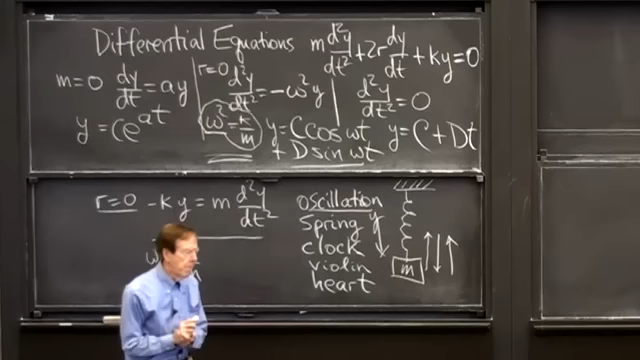 Differential Equations m d²y/dt² + 2r dy/dt + ky = 0
m=0 dy/dt = ay
y = Ce^at
r=0 d²y/dt² = -ω²y
ω² = k/m y = C cos ωt
+ D sin ωt
d²y/dt² = 0
y = C + Dt
r=0 -ky = m d²y/dt²
oscillation
spring
clock
violin
heart
y
m